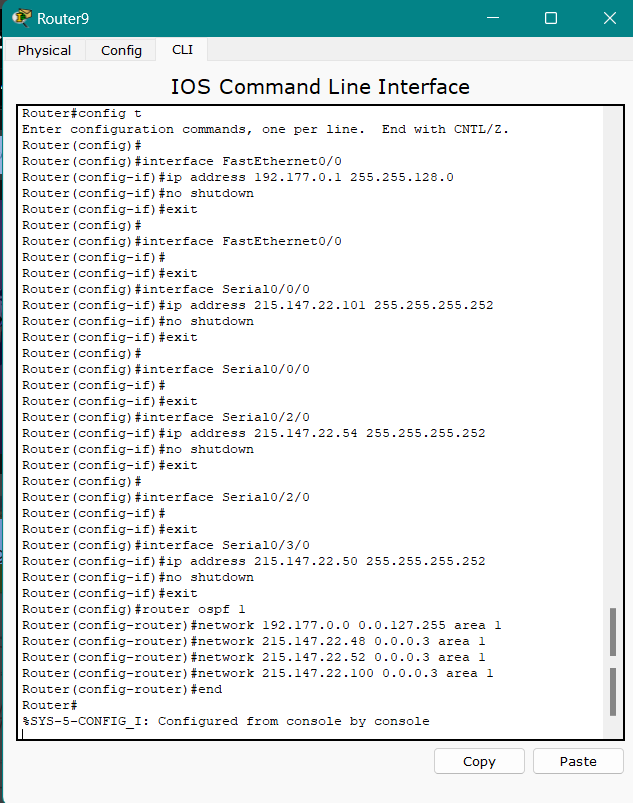 Router9
Physical
Config
CLI
IOS Command Line Interface
Router#config t
Enter configuration commands, one per line.  End with CNTL/Z.
Router(config)#
Router(config)#interface FastEthernet0/0
Router(config-if)#ip address 192.177.0.1 255.255.128.0
Router(config-if)#no shutdown
Router(config-if)#exit
Router(config)#
Router(config)#interface FastEthernet0/0
Router(config-if)#
Router(config-if)#exit
Router(config)#interface Serial0/0/0
Router(config-if)#ip address 215.147.22.101 255.255.255.252
Router(config-if)#no shutdown
Router(config-if)#exit
Router(config)#
Router(config)#interface Serial0/0/0
Router(config-if)#
Router(config-if)#exit
Router(config)#interface Serial0/2/0
Router(config-if)#ip address 215.147.22.54 255.255.255.252
Router(config-if)#no shutdown
Router(config-if)#exit
Router(config)#
Router(config)#interface Serial0/2/0
Router(config-if)#
Router(config-if)#exit
Router(config)#interface Serial0/3/0
Router(config-if)#ip address 215.147.22.50 255.255.255.252
Router(config-if)#no shutdown
Router(config-if)#exit
Router(config)#router ospf 1
Router(config-router)#network 192.177.0.0 0.0.127.255 area 1
Router(config-router)#network 215.147.22.48 0.0.0.3 area 1
Router(config-router)#network 215.147.22.52 0.0.0.3 area 1
Router(config-router)#network 215.147.22.100 0.0.0.3 area 1
Router(config-router)#end
Router#
%SYS-5-CONFIG_I: Configured from console by console
Copy
Paste